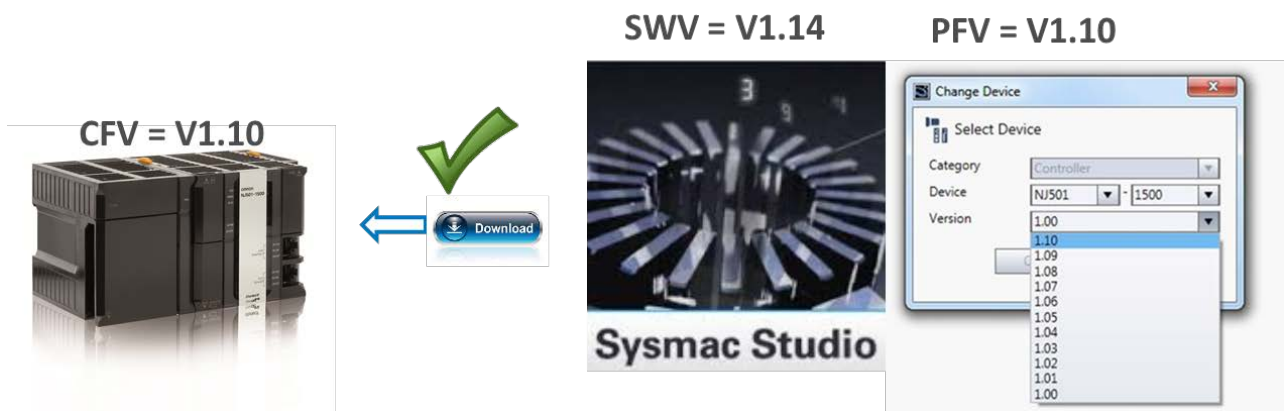 SWV = V1.14
PFV = V1.10
CFV = V1.10
Download
3
9
Sysmac Studio
Change Device
Select Device
Category
Controller
Device
NJ501
-
1500
Version
1.00
1.10
1.09
1.08
1.07
1.06
1.05
1.04
1.03
1.02
1.01
1.00